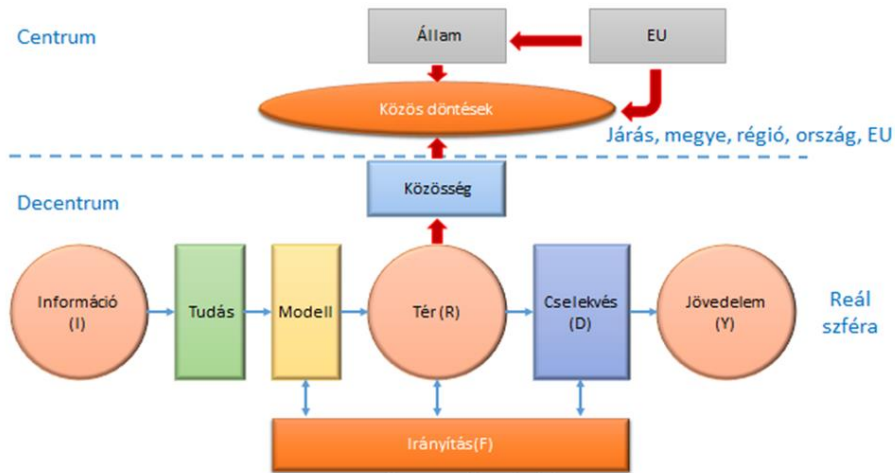 Centrum
Állam
EU
Közös döntések
Járás, megye, régió, ország, EU
Közösség
Decentrum
Információ
(I)
Tudás
Modell
Tér (R)
Cselekvés
(D)
Jövedelem
(Y)
Reál
szféra
Irányítás(F)